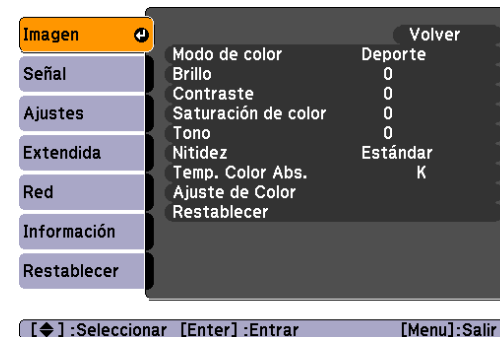 Imagen
Señal
Ajustes
Extendida
Red
Información
Restablecer
Volver
Modo de color Deporte
Brillo 0
Contraste 0
Saturación de color 0
Tono 0
Nitidez Estándar
Temp. Color Abs. K
Ajuste de Color
Restablecer
[ ] :Seleccionar [Enter] :Entrar [Menu]:Salir